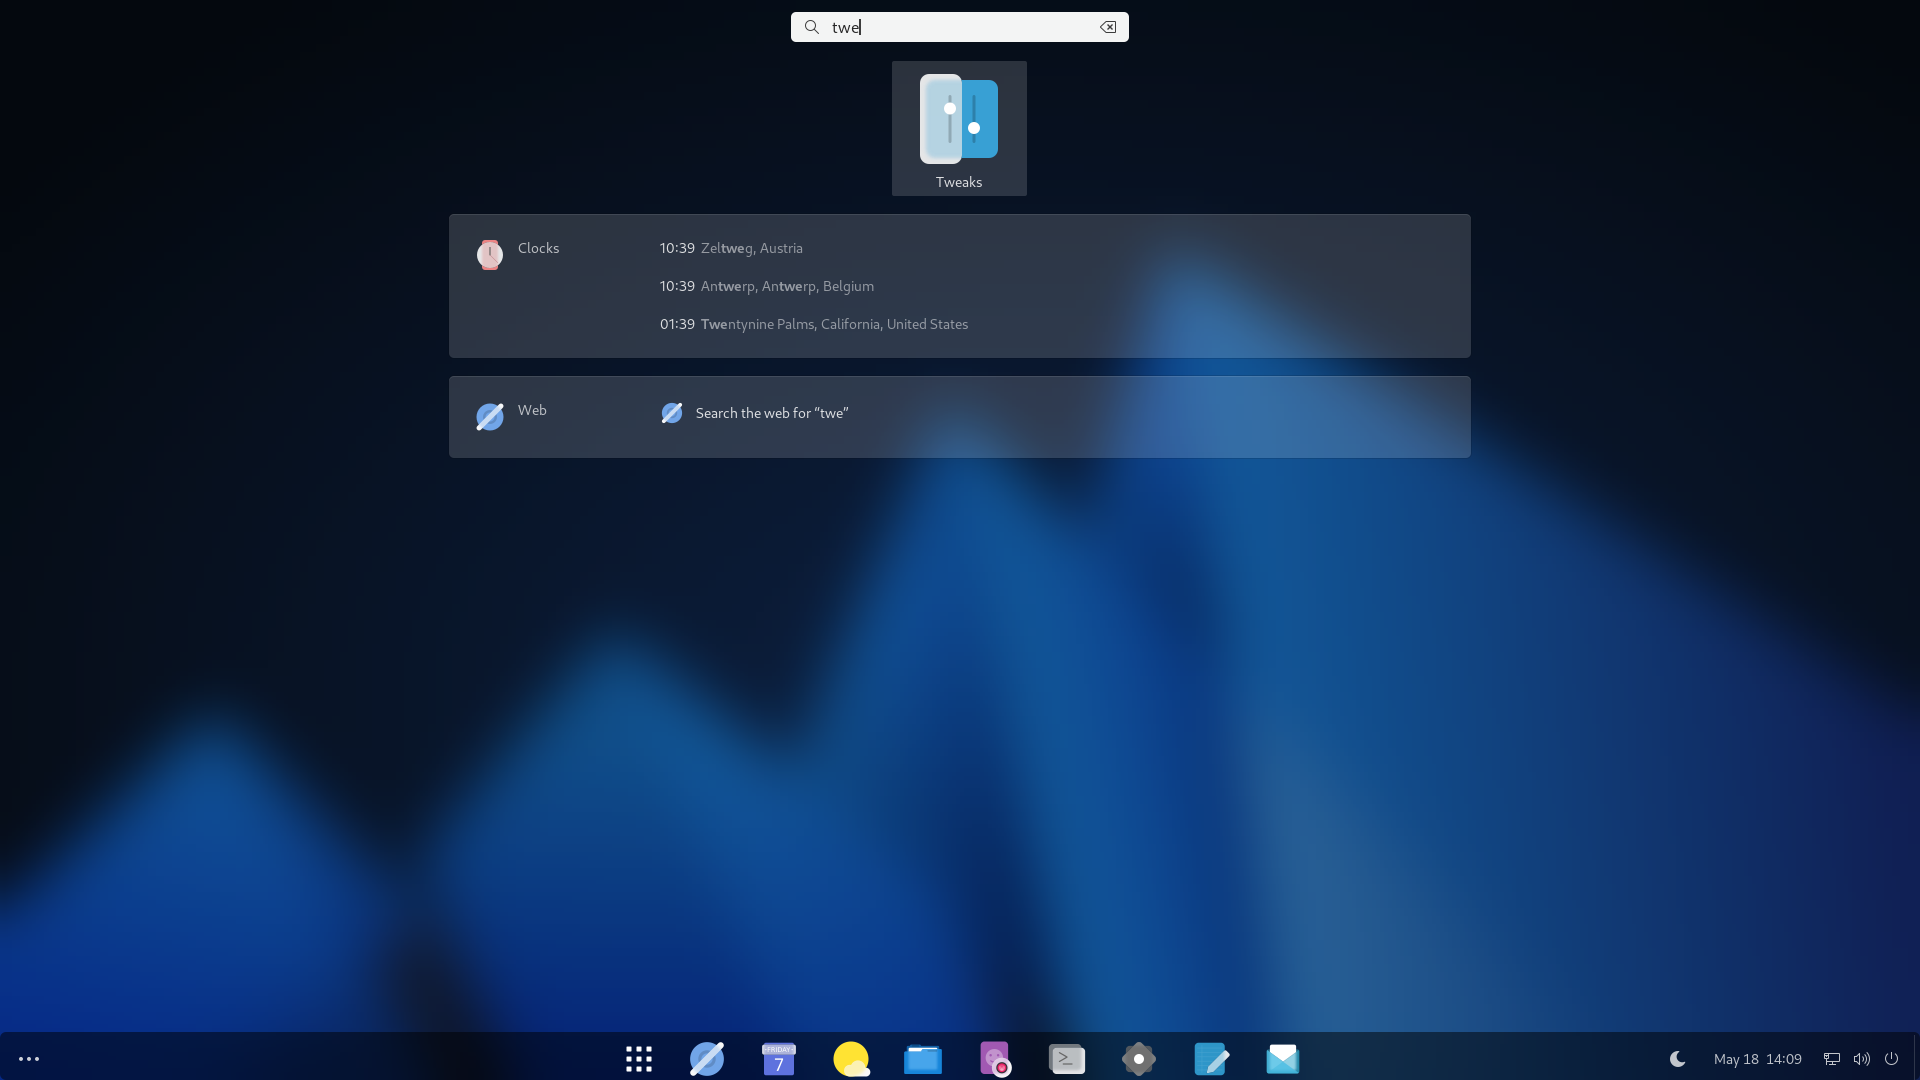 twe
Tweaks
Clocks
10:39 Zeltweg, Austria
10:39 Antwerp, Antwerp, Belgium
01:39 Twentynine Palms, California, United States
Web
Search the web for “twe”
FRIDAY
7
May 18 14:09